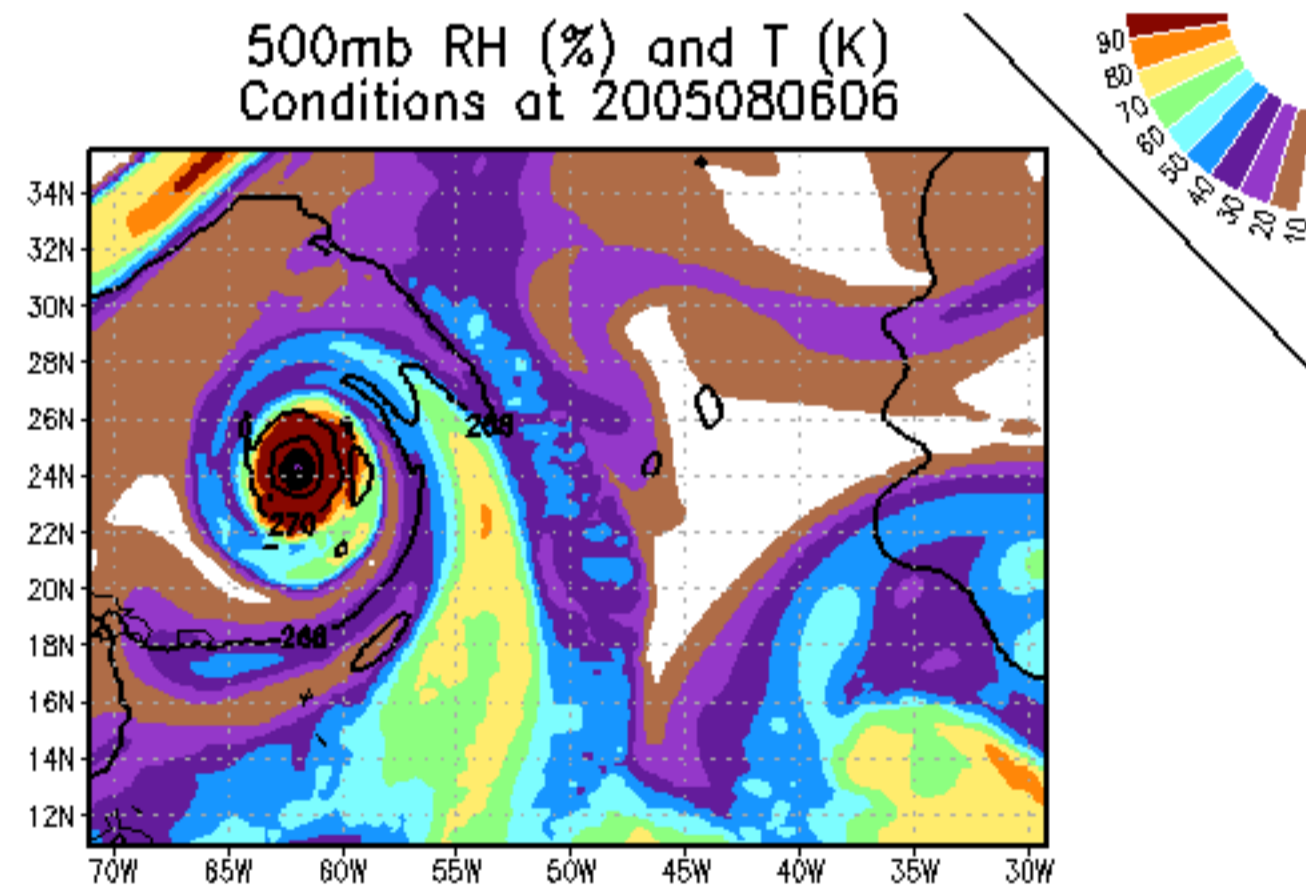 500mb RH (%) and T (K)
Conditions at 2005080606
90
80
70
60
50
40
30
20
10
34N
32N
30N
28N
26N
24N
22N
20N
18N
16N
14N
12N
268
270
268
70W
65W
60W
55W
50W
45W
40W
35W
30W